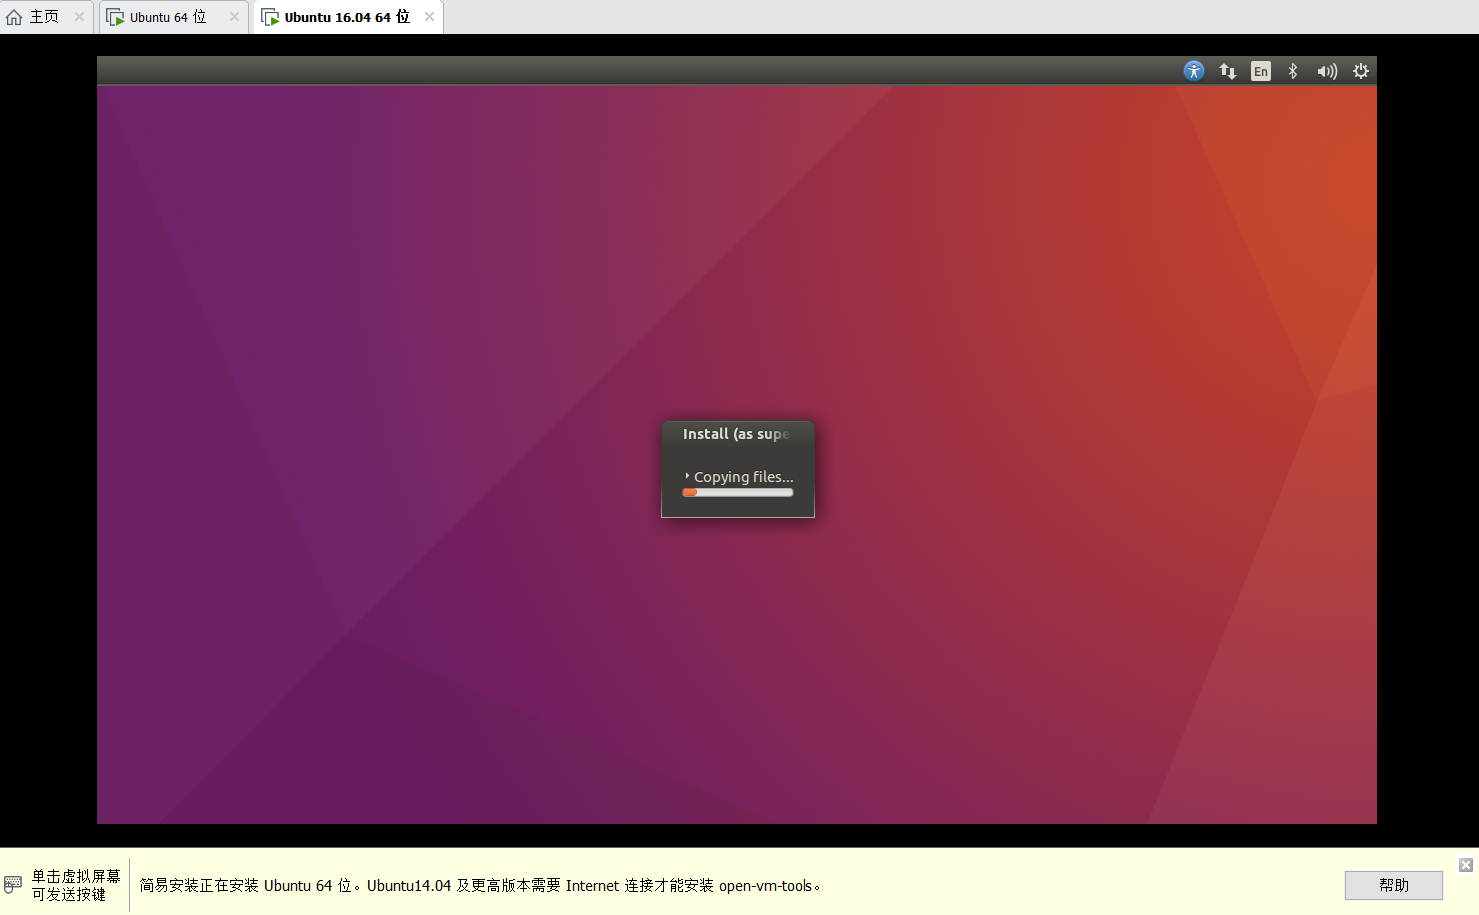 主页
Ubuntu 64 位
Ubuntu 16.04 64 位
En
Install (as supe
Copying files...
单击虚拟屏幕
可发送按键
简易安装正在安装 Ubuntu 64 位。Ubuntu14.04 及更高版本需要 Internet 连接才能安装 open-vm-tools。
帮助